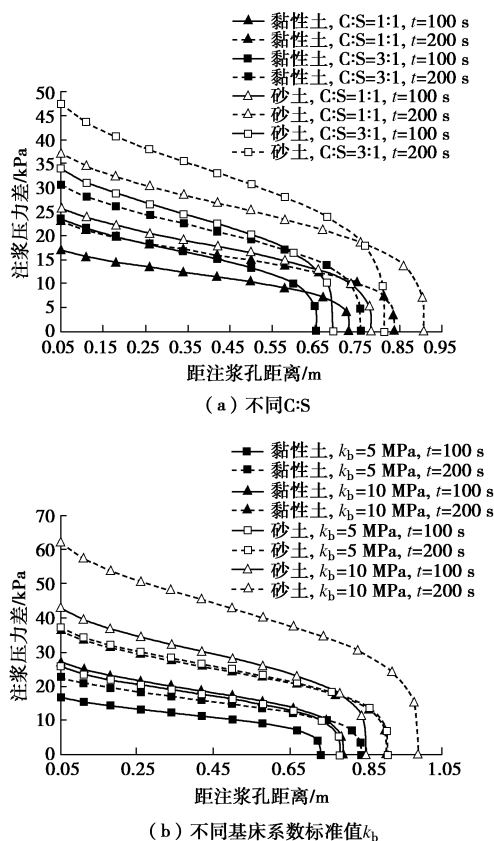 黏性土, C∶S=1∶1, t=100 s
黏性土, C∶S=1∶1, t=200 s
黏性土, C∶S=3∶1, t=100 s
黏性土, C∶S=3∶1, t=200 s
砂土, C∶S=1∶1, t=100 s
砂土, C∶S=1∶1, t=200 s
砂土, C∶S=3∶1, t=100 s
砂土, C∶S=3∶1, t=200 s
50
45
40
35
30
25
20
15
10
5
0
注浆压力差/kPa
0.05 0.15 0.25 0.35 0.45 0.55 0.65 0.75 0.85 0.95
距注浆孔距离/m
（a）不同C∶S
黏性土, kb=5 MPa, t=100 s
黏性土, kb=5 MPa, t=200 s
黏性土, kb=10 MPa, t=100 s
黏性土, kb=10 MPa, t=200 s
砂土, kb=5 MPa, t=100 s
砂土, kb=5 MPa, t=200 s
砂土, kb=10 MPa, t=100 s
砂土, kb=10 MPa, t=200 s
70
60
50
40
30
20
10
0
注浆压力差/kPa
0.05 0.25 0.45 0.65 0.85 1.05
距注浆孔距离/m
（b）不同基床系数标准值kb